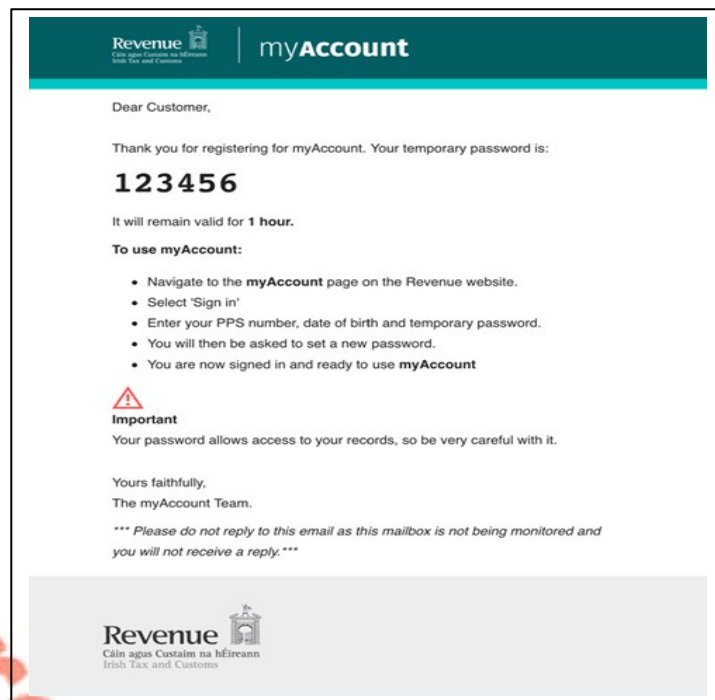 Revenue
Cáin agus Custaim na hÉireann
Irish Tax and Customs
myAccount
Dear Customer,
Thank you for registering for myAccount. Your temporary password is:
123456
It will remain valid for 1 hour.
To use myAccount:
• Navigate to the myAccount page on the Revenue website.
• Select 'Sign in'
• Enter your PPS number, date of birth and temporary password.
• You will then be asked to set a new password.
• You are now signed in and ready to use myAccount
Important
Your password allows access to your records, so be very careful with it.
Yours faithfully,
The myAccount Team.
*** Please do not reply to this email as this mailbox is not being monitored and
you will not receive a reply.***
Revenue
Cáin agus Custaim na hÉireann
Irish Tax and Customs